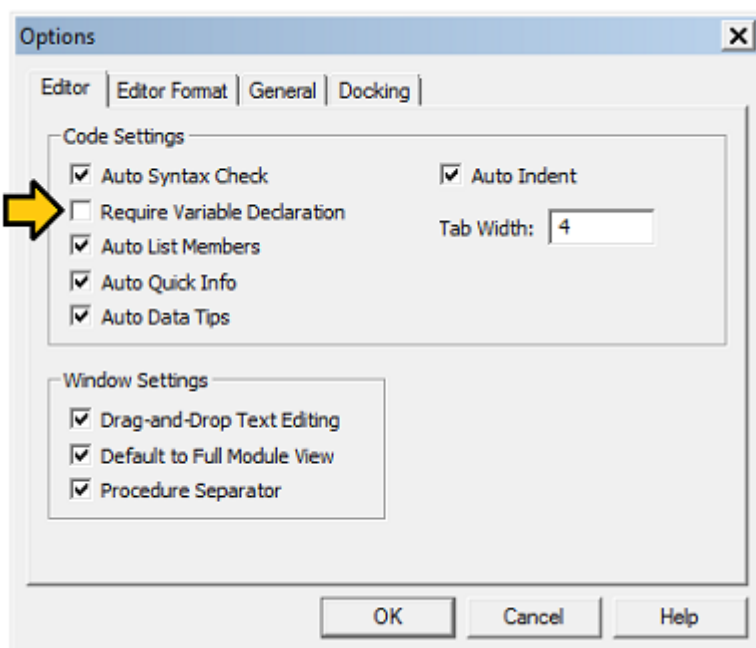 Options
Editor
Editor Format
General
Docking
Code Settings
Auto Syntax Check
Require Variable Declaration
Auto List Members
Auto Quick Info
Auto Data Tips
Auto Indent
Tab Width: 4
Window Settings
Drag-and-Drop Text Editing
Default to Full Module View
Procedure Separator
OK
Cancel
Help